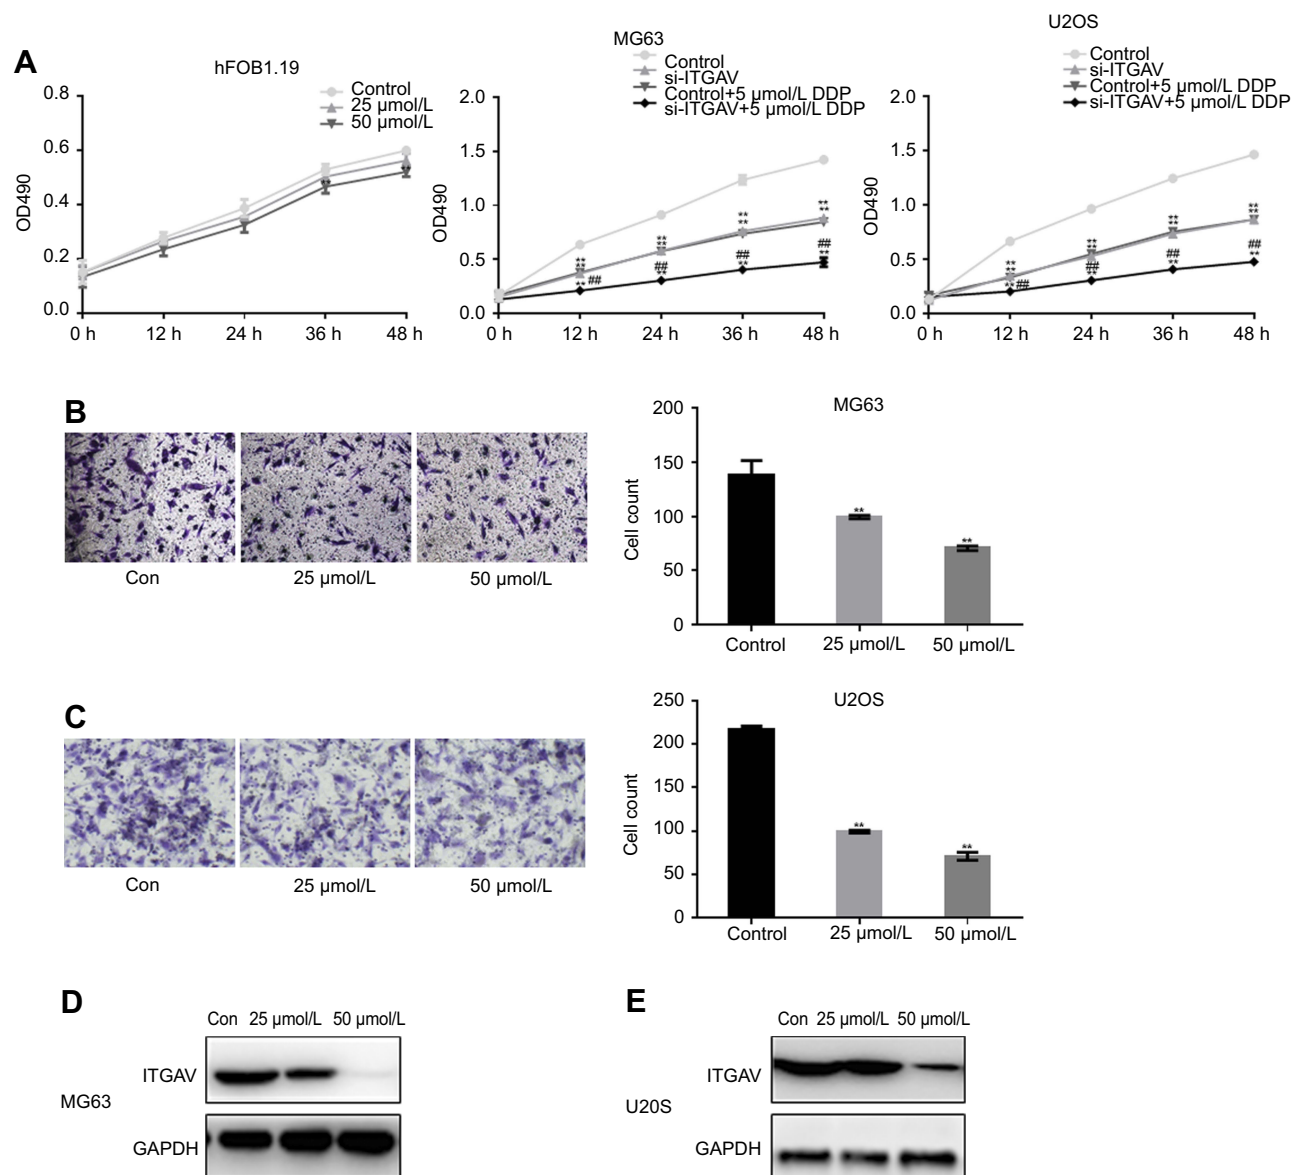 A
hFOB1.19
Control
25 µmol/L
50 µmol/L
OD490
0.8
0.6
0.4
0.2
0.0
0 h 12 h 24 h 36 h 48 h
MG63
Control
si-ITGAV
Control+5 µmol/L DDP
si-ITGAV+5 µmol/L DDP
OD490
2.0
1.5
1.0
0.5
0.0
** ** ** **
** ** ** **
## ## ## ##
** ** ** **
0 h 12 h 24 h 36 h 48 h
U2OS
Control
si-ITGAV
Control+5 µmol/L DDP
si-ITGAV+5 µmol/L DDP
OD490
2.0
1.5
1.0
0.5
0.0
** ** ** **
** ** ** **
## ## ## ##
** ** ** **
0 h 12 h 24 h 36 h 48 h
B
Con 25 µmol/L 50 µmol/L
MG63
Cell count
200
150
100
50
0
** **
Control 25 µmol/L 50 µmol/L
C
Con 25 µmol/L 50 µmol/L
U2OS
Cell count
250
200
150
100
50
0
** **
Control 25 µmol/L 50 µmol/L
D
Con 25 µmol/L 50 µmol/L
ITGAV
MG63
GAPDH
E
Con 25 µmol/L 50 µmol/L
ITGAV
U20S
GAPDH